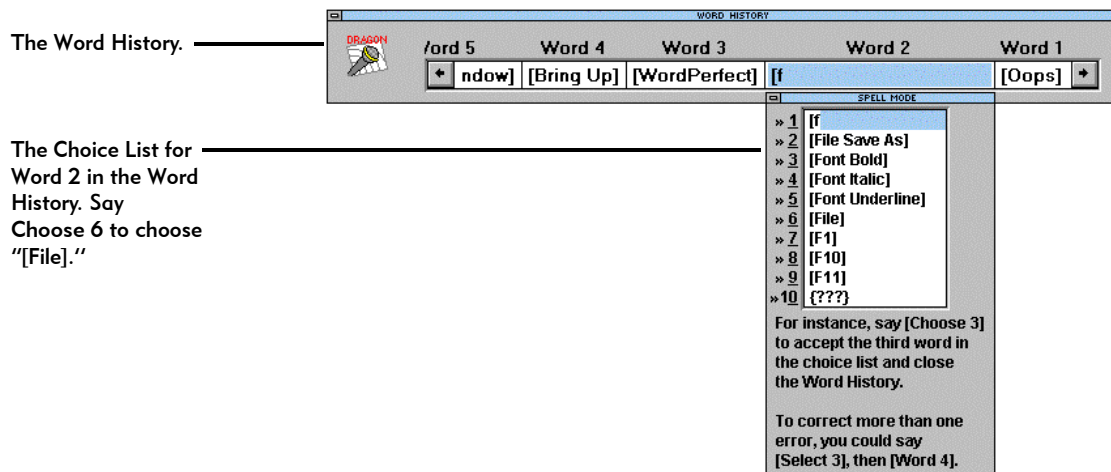 WORD HISTORY
The Word History.
DRAGON
/ord 5 Word 4 Word 3 Word 2 Word 1
ndow] [Bring Up] [WordPerfect] [f [Oops]
SPELL MODE
» 1 [f
» 2 [File Save As]
» 3 [Font Bold]
» 4 [Font Italic]
» 5 [Font Underline]
» 6 [File]
» 7 [F1]
» 8 [F10]
» 9 [F11]
»10 {???}
The Choice List for
Word 2 in the Word
History. Say
Choose 6 to choose
“[File].’’
For instance, say [Choose 3]
to accept the third word in
the choice list and close
the Word History.
To correct more than one
error, you could say
[Select 3], then [Word 4].